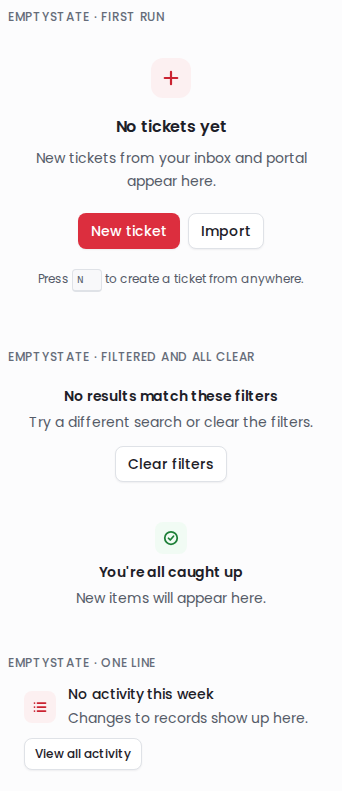 EMPTYSTATE · FIRST RUN
No tickets yet
New tickets from your inbox and portal
appear here.
New ticket
Import
Press N to create a ticket from anywhere.
EMPTYSTATE · FILTERED AND ALL CLEAR
No results match these filters
Try a different search or clear the filters.
Clear filters
You're all caught up
New items will appear here.
EMPTYSTATE · ONE LINE
No activity this week
Changes to records show up here.
View all activity